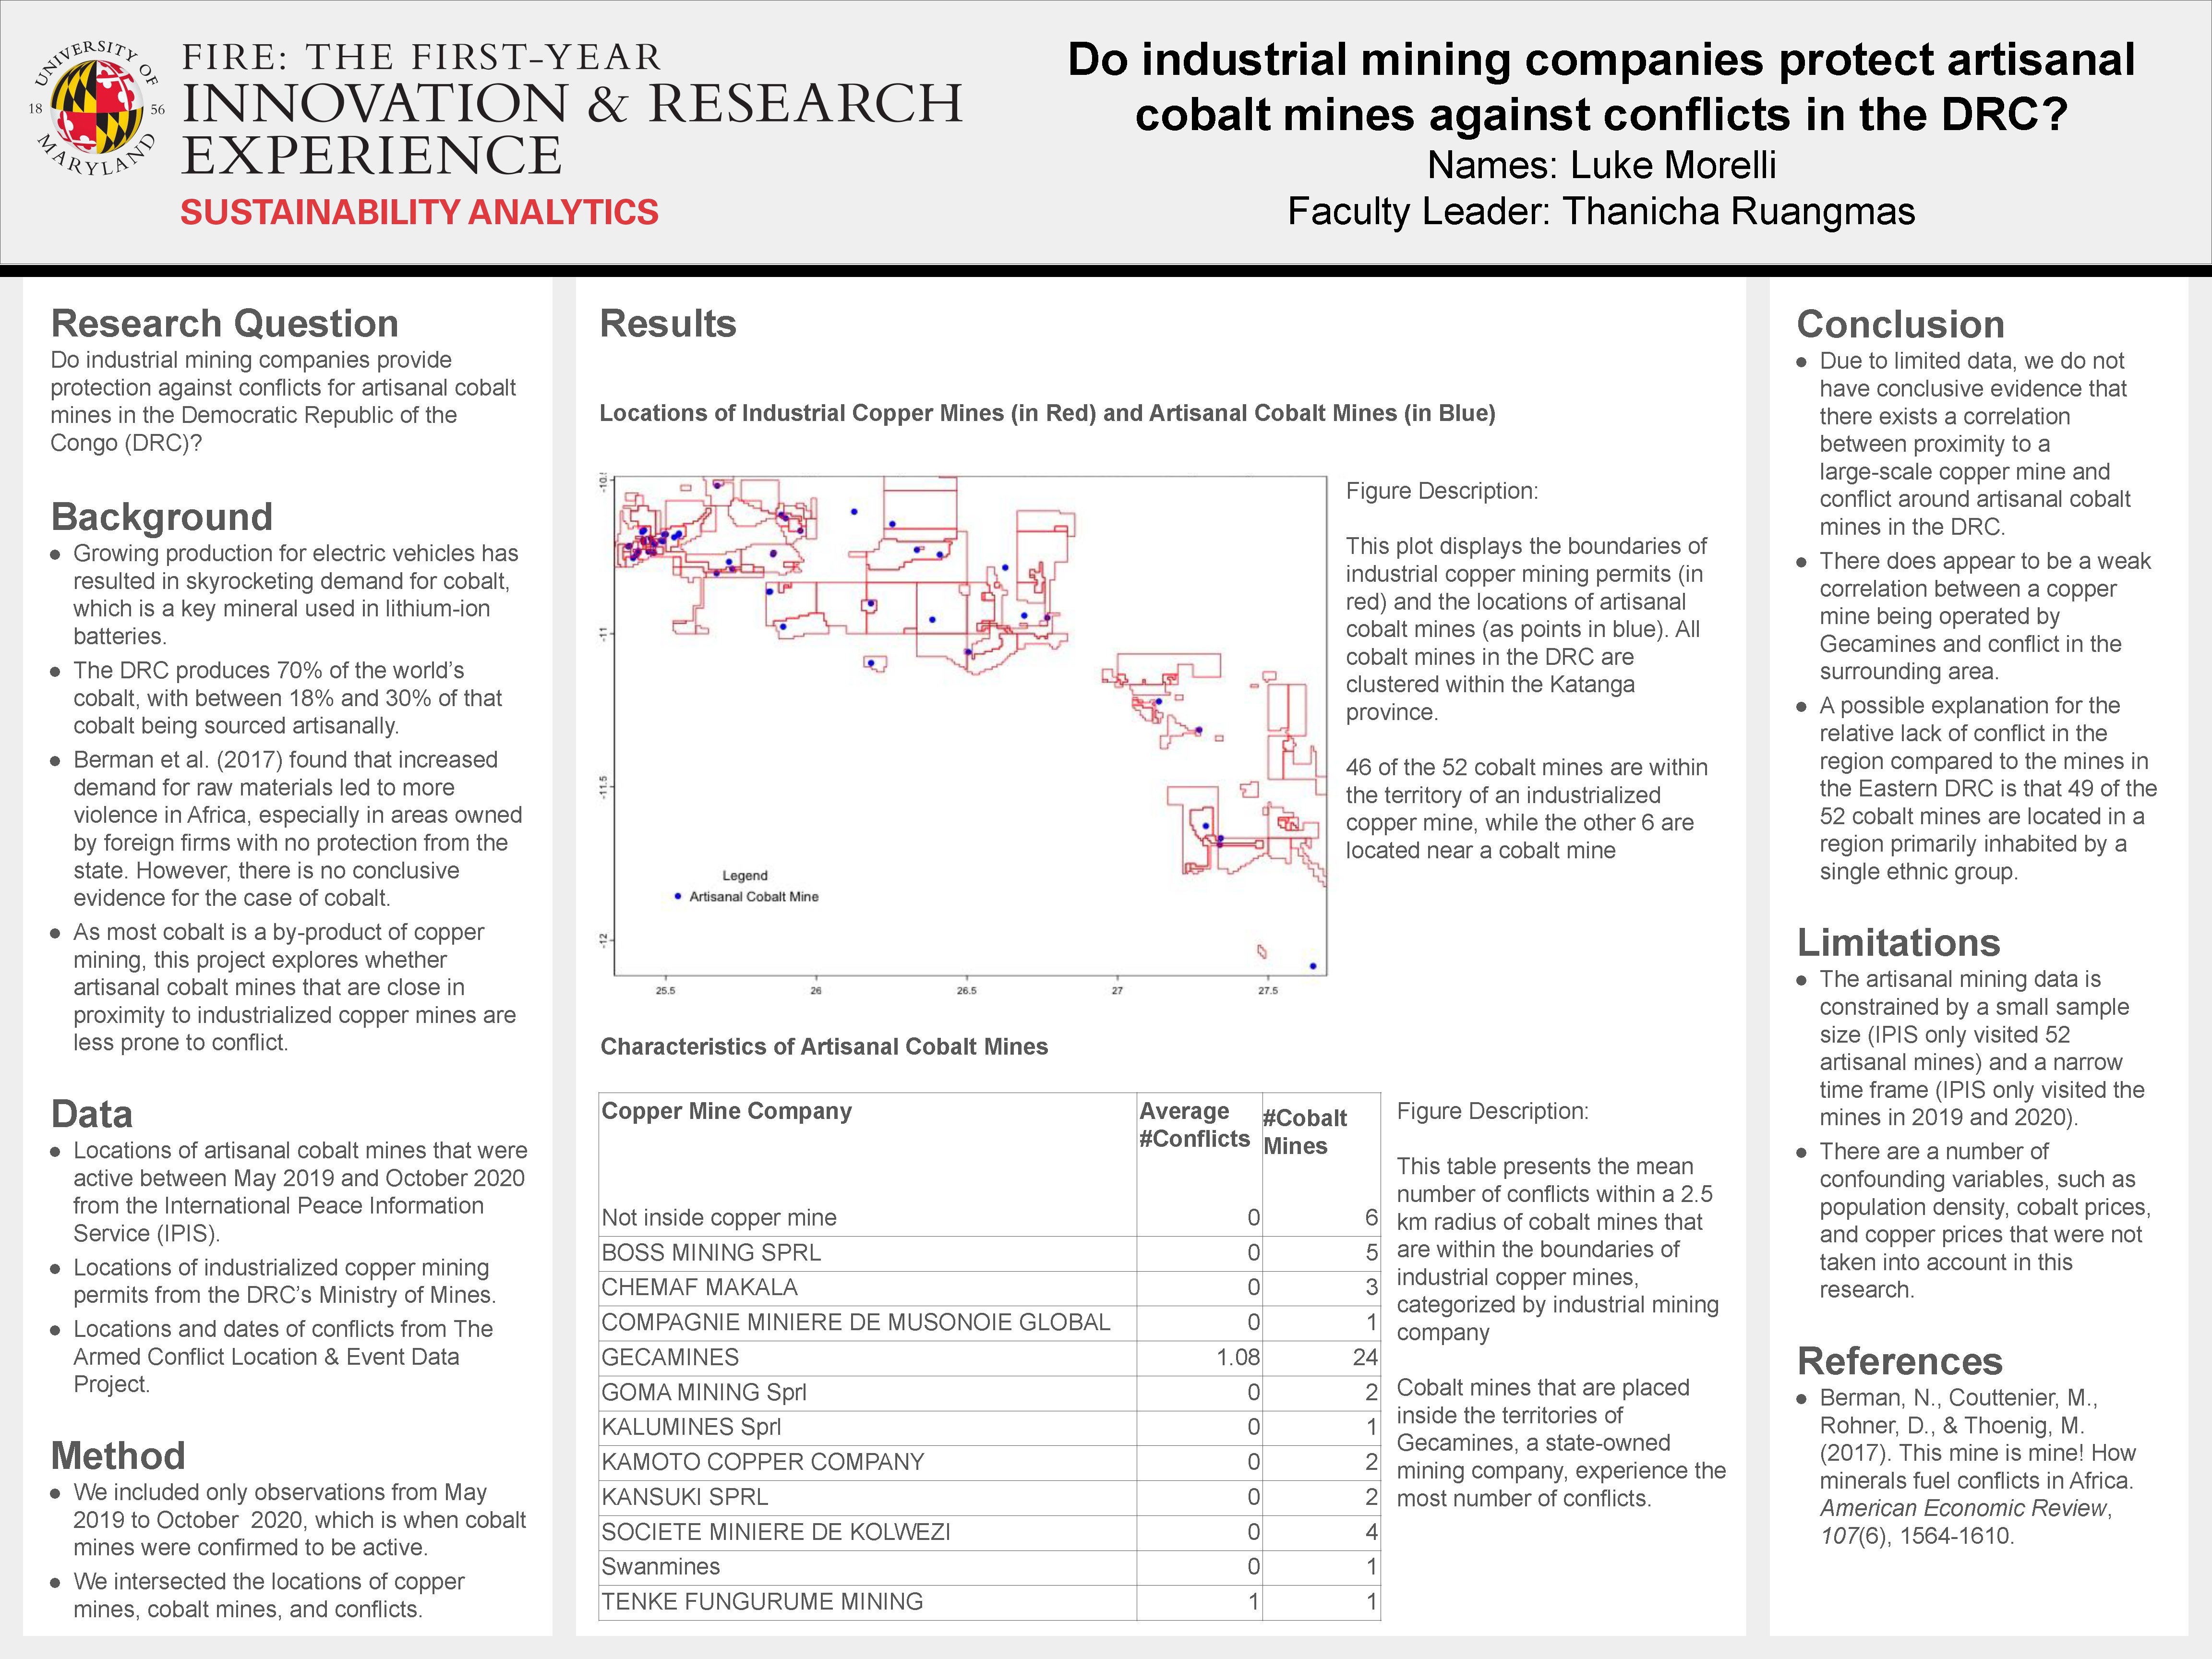 UNIVERSITY OF
18 56
MARYLAND
FIRE: THE FIRST-YEAR
INNOVATION & RESEARCH
EXPERIENCE
SUSTAINABILITY ANALYTICS
Do industrial mining companies protect artisanal
cobalt mines against conflicts in the DRC?
Names: Luke Morelli
Faculty Leader: Thanicha Ruangmas
Research Question
Do industrial mining companies provide
protection against conflicts for artisanal cobalt
mines in the Democratic Republic of the
Congo (DRC)?
Background
● Growing production for electric vehicles has
resulted in skyrocketing demand for cobalt,
which is a key mineral used in lithium-ion
batteries.
● The DRC produces 70% of the world's
cobalt, with between 18% and 30% of that
cobalt being sourced artisanally.
● Berman et al. (2017) found that increased
demand for raw materials led to more
violence in Africa, especially in areas owned
by foreign firms with no protection from the
state. However, there is no conclusive
evidence for the case of cobalt.
● As most cobalt is a by-product of copper
mining, this project explores whether
artisanal cobalt mines that are close in
proximity to industrialized copper mines are
less prone to conflict.
Data
● Locations of artisanal cobalt mines that were
active between May 2019 and October 2020
from the International Peace Information
Service (IPIS).
● Locations of industrialized copper mining
permits from the DRC's Ministry of Mines.
● Locations and dates of conflicts from The
Armed Conflict Location & Event Data
Project.
Method
● We included only observations from May
2019 to October 2020, which is when cobalt
mines were confirmed to be active.
● We intersected the locations of copper
mines, cobalt mines, and conflicts.
Results
Locations of Industrial Copper Mines (in Red) and Artisanal Cobalt Mines (in Blue)
-11
-11.5
-12
Legend
Artisanal Cobalt Mine
25.5 26 26.5 27 27.5
Figure Description:
This plot displays the boundaries of
industrial copper mining permits (in
red) and the locations of artisanal
cobalt mines (as points in blue). All
cobalt mines in the DRC are
clustered within the Katanga
province.
46 of the 52 cobalt mines are within
the territory of an industrialized
copper mine, while the other 6 are
located near a cobalt mine
Characteristics of Artisanal Cobalt Mines
Copper Mine Company Average #Conflicts #Cobalt Mines
Not inside copper mine 0 6
BOSS MINING SPRL 0 5
CHEMAF MAKALA 0 3
COMPAGNIE MINIERE DE MUSONOIE GLOBAL 0 1
GECAMINES 1.08 24
GOMA MINING Sprl 0 2
KALUMINES Sprl 0 1
KAMOTO COPPER COMPANY 0 2
KANSUKI SPRL 0 2
SOCIETE MINIERE DE KOLWEZI 0 4
Swanmines 0 1
TENKE FUNGURUME MINING 1 1
Figure Description:
This table presents the mean
number of conflicts within a 2.5
km radius of cobalt mines that
are within the boundaries of
industrial copper mines,
categorized by industrial mining
company
Cobalt mines that are placed
inside the territories of
Gecamines, a state-owned
mining company, experience the
most number of conflicts.
Conclusion
● Due to limited data, we do not
have conclusive evidence that
there exists a correlation
between proximity to a
large-scale copper mine and
conflict around artisanal cobalt
mines in the DRC.
● There does appear to be a weak
correlation between a copper
mine being operated by
Gecamines and conflict in the
surrounding area.
● A possible explanation for the
relative lack of conflict in the
region compared to the mines in
the Eastern DRC is that 49 of the
52 cobalt mines are located in a
region primarily inhabited by a
single ethnic group.
Limitations
● The artisanal mining data is
constrained by a small sample
size (IPIS only visited 52
artisanal mines) and a narrow
time frame (IPIS only visited the
mines in 2019 and 2020).
● There are a number of
confounding variables, such as
population density, cobalt prices,
and copper prices that were not
taken into account in this
research.
References
● Berman, N., Couttenier, M.,
Rohner, D., & Thoenig, M.
(2017). This mine is mine! How
minerals fuel conflicts in Africa.
American Economic Review,
107(6), 1564-1610.